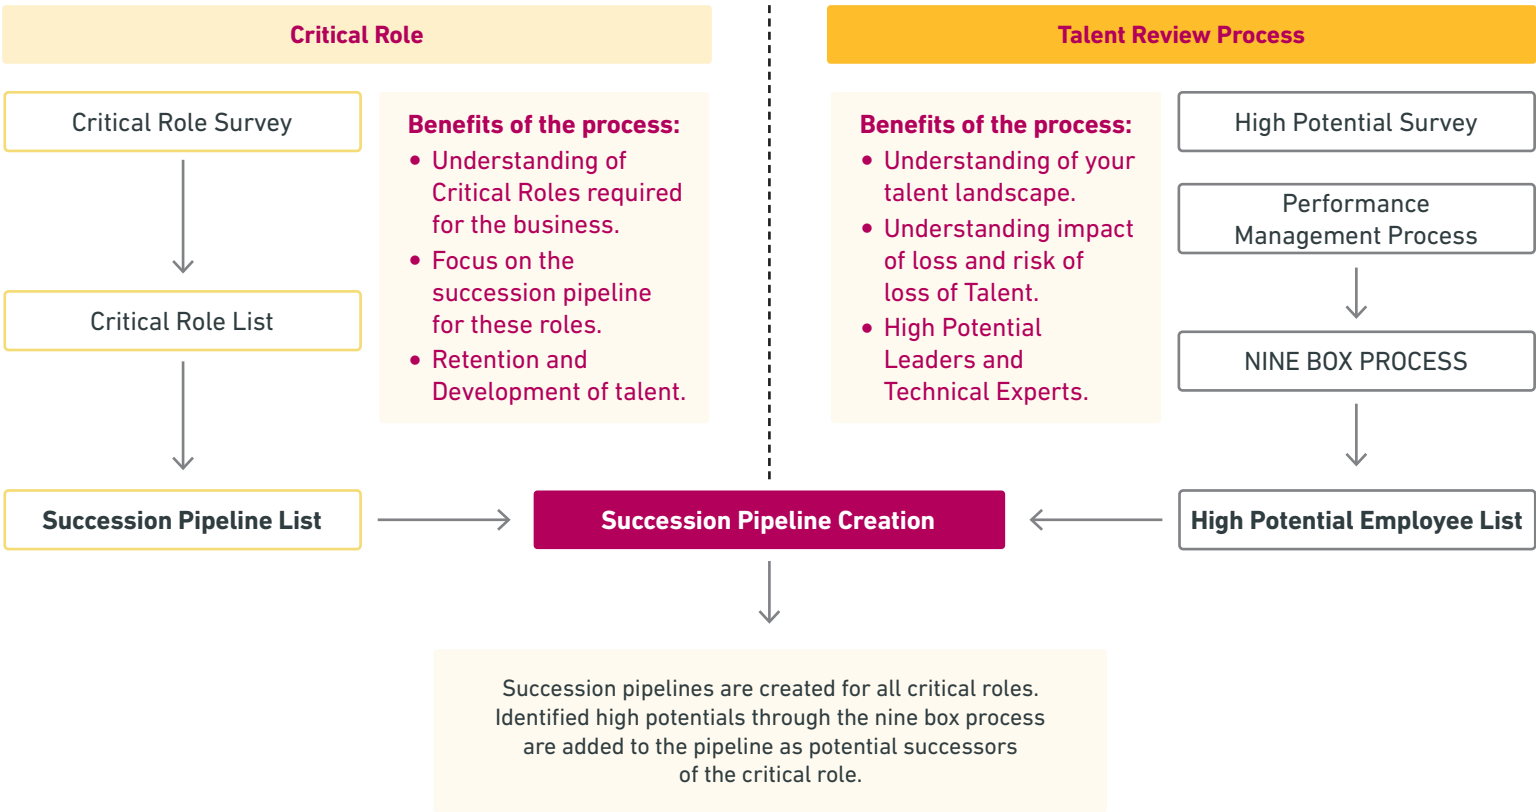 Critical Role
Critical Role Survey
Critical Role List
Succession Pipeline List
Benefits of the process:
• Understanding of
Critical Roles required
for the business.
• Focus on the
succession pipeline
for these roles.
• Retention and
Development of talent.
Talent Review Process
Benefits of the process:
• Understanding of your
talent landscape.
• Understanding impact
of loss and risk of
loss of Talent.
• High Potential
Leaders and
Technical Experts.
High Potential Survey
Performance
Management Process
NINE BOX PROCESS
High Potential Employee List
Succession Pipeline Creation
Succession pipelines are created for all critical roles.
Identified high potentials through the nine box process
are added to the pipeline as potential successors
of the critical role.